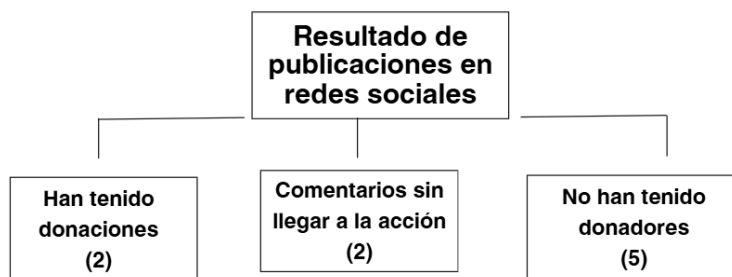 Resultado de
publicaciones en
redes sociales
Han tenido
donaciones
(2)
Comentarios sin
llegar a la acción
(2)
No han tenido
donadores
(5)